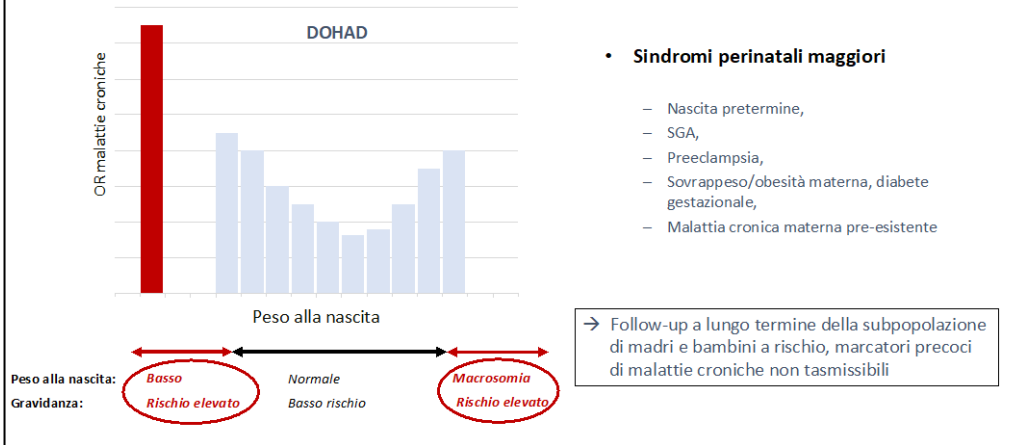 DOHAD
OR malattie croniche
Peso alla nascita
Peso alla nascita: Basso Normale Macrosomia
Gravidanza: Rischio elevato Basso rischio Rischio elevato
• Sindromi perinatali maggiori
– Nascita pretermine,
– SGA,
– Preeclampsia,
– Sovrappeso/obesità materna, diabete
gestazionale,
– Malattia cronica materna pre-esistente
→ Follow-up a lungo termine della subpopolazione
di madri e bambini a rischio, marcatori precoci
di malattie croniche non tasmissibili